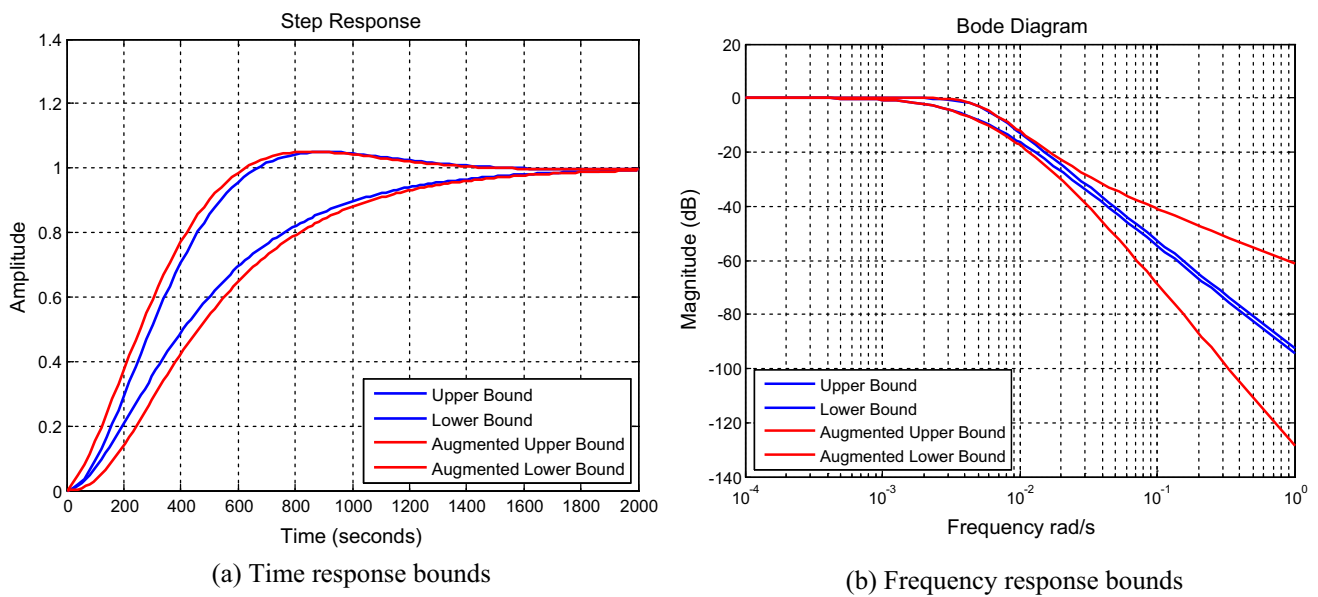 Step Response
1.4
1.2
1
0.8
0.6
0.4
0.2
0
Amplitude
0 200 400 600 800 1000 1200 1400 1600 1800 2000
Time (seconds)
Upper Bound
Lower Bound
Augmented Upper Bound
Augmented Lower Bound
(a) Time response bounds
Bode Diagram
20
0
-20
-40
-60
-80
-100
-120
-140
Magnitude (dB)
10^-4 10^-3 10^-2 10^-1 10^0
Frequency rad/s
Upper Bound
Lower Bound
Augmented Upper Bound
Augmented Lower Bound
(b) Frequency response bounds